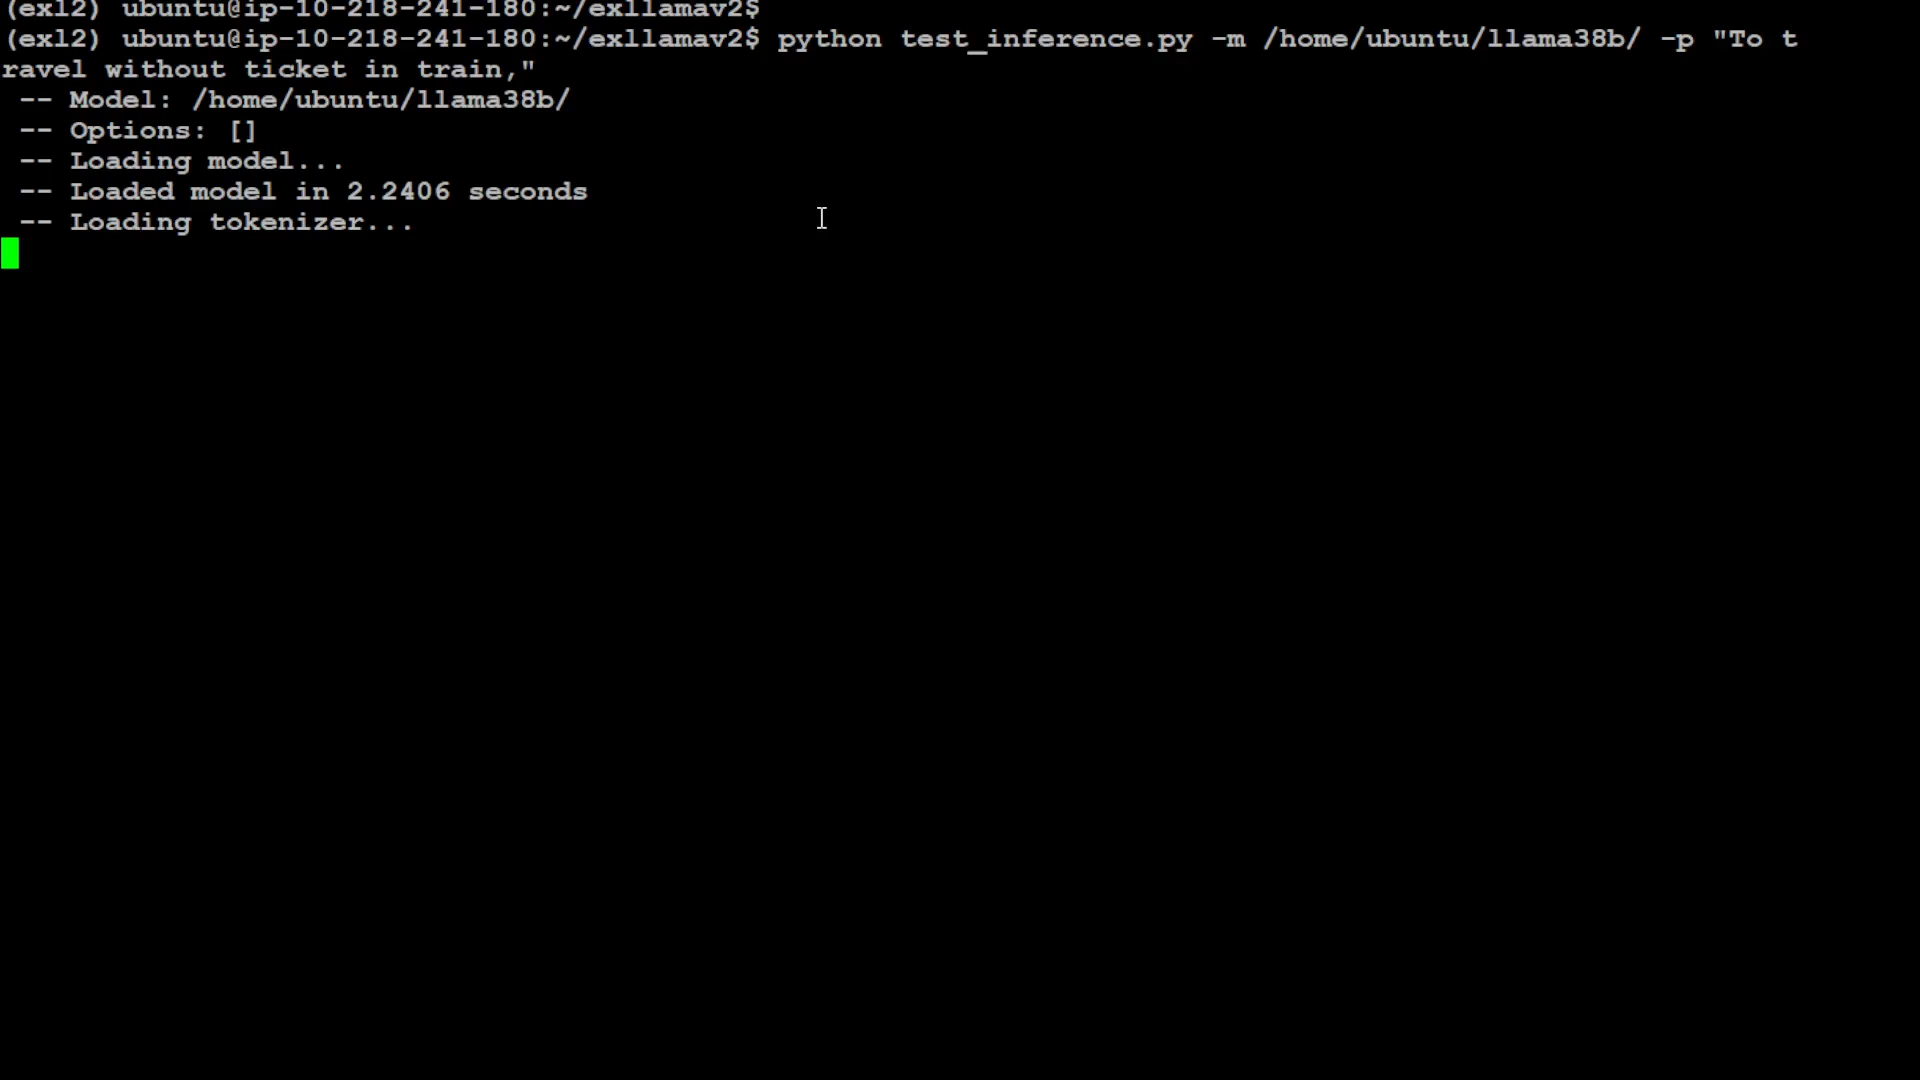 (exl2) ubuntu@ip-10-218-241-180:~/exllamav2$
(exl2) ubuntu@ip-10-218-241-180:~/exllamav2$ python test_inference.py -m /home/ubuntu/llama38b/ -p "To t
ravel without ticket in train,"
 -- Model: /home/ubuntu/llama38b/
 -- Options: []
 -- Loading model...
 -- Loaded model in 2.2406 seconds
 -- Loading tokenizer...